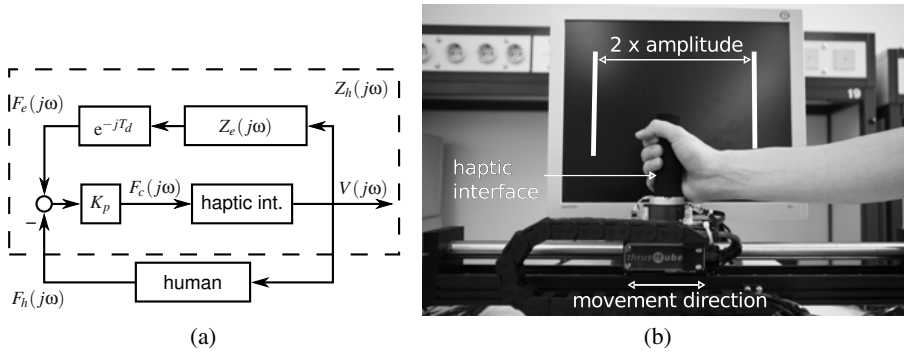 F_e(jω)
Z_h(jω)
e^{-jT_d}
Z_e(jω)
F_c(jω)
V(jω)
K_p
haptic int.
−
human
F_h(jω)
(a)
2 x amplitude
19
haptic
interface
thrustube
movement direction
(b)